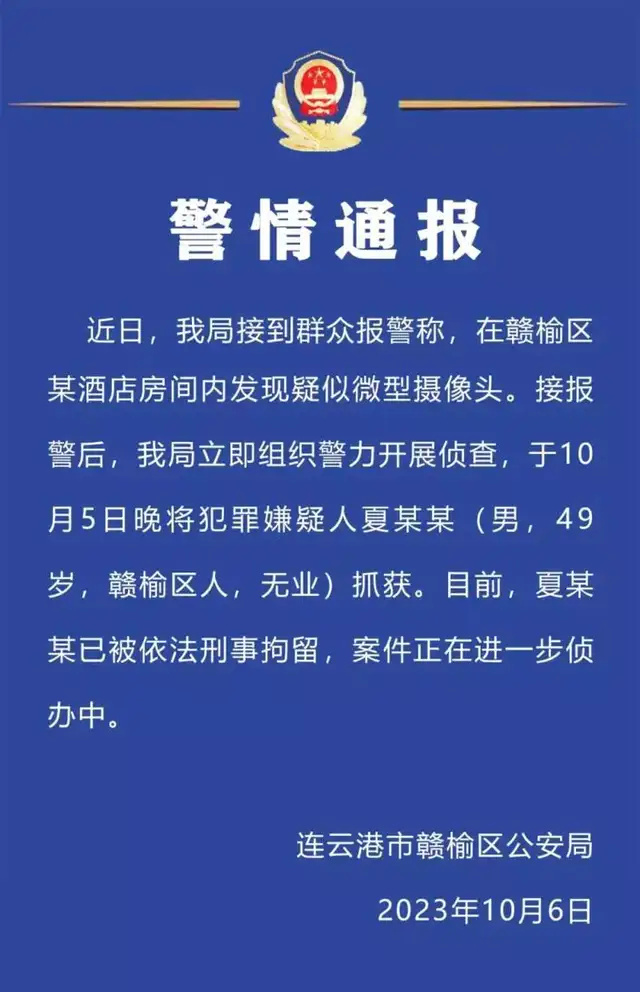 警情通报
近日，我局接到群众报警称，在赣榆区
某酒店房间内发现疑似微型摄像头。接报
警后，我局立即组织警力开展侦查，于10
月5日晚将犯罪嫌疑人夏某某（男，49
岁，赣榆区人，无业）抓获。目前，夏某
某已被依法刑事拘留，案件正在进一步侦
办中。
连云港市赣榆区公安局
2023年10月6日